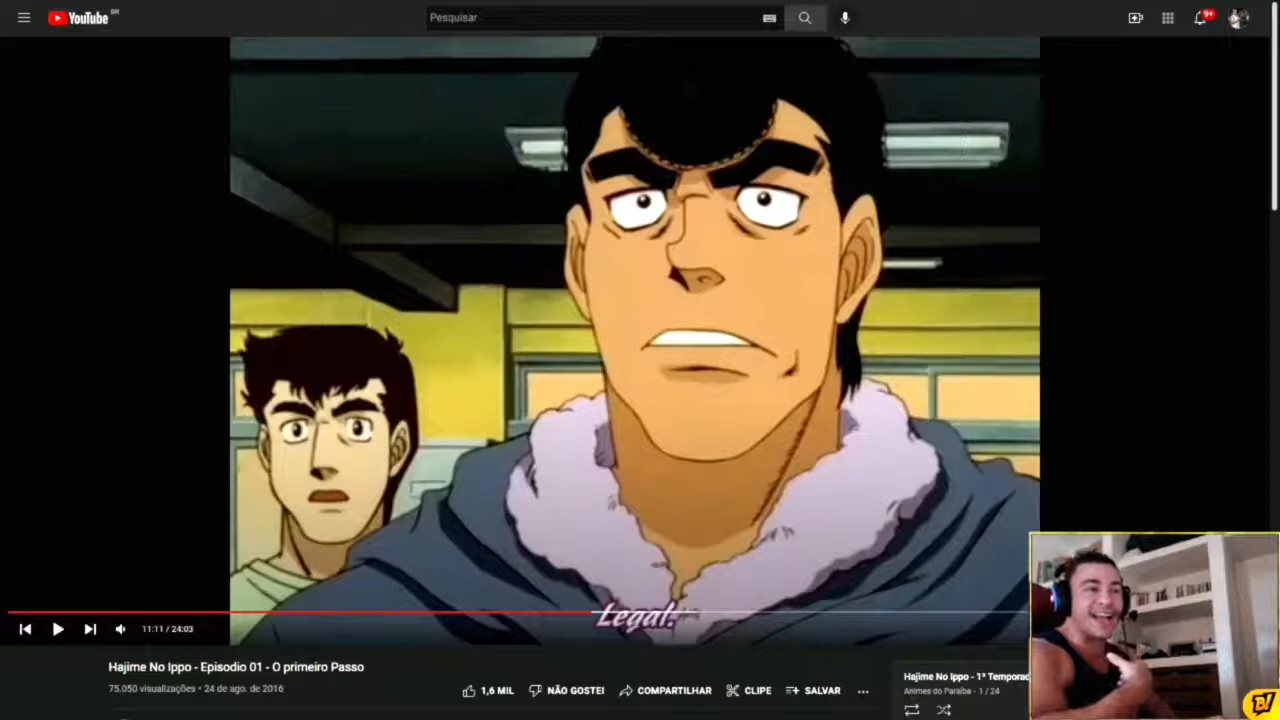 YouTube BR
Pesquisar
9+
Legal.
11:11 / 24:03
Hajime No Ippo - Episodio 01 - O primeiro Passo
75.050 visualizações • 24 de ago. de 2016
1,6 MIL
NÃO GOSTEI
COMPARTILHAR
CLIPE
SALVAR
Hajime No Ippo - 1ª Temporad
Animes do Paraíba - 1 / 24